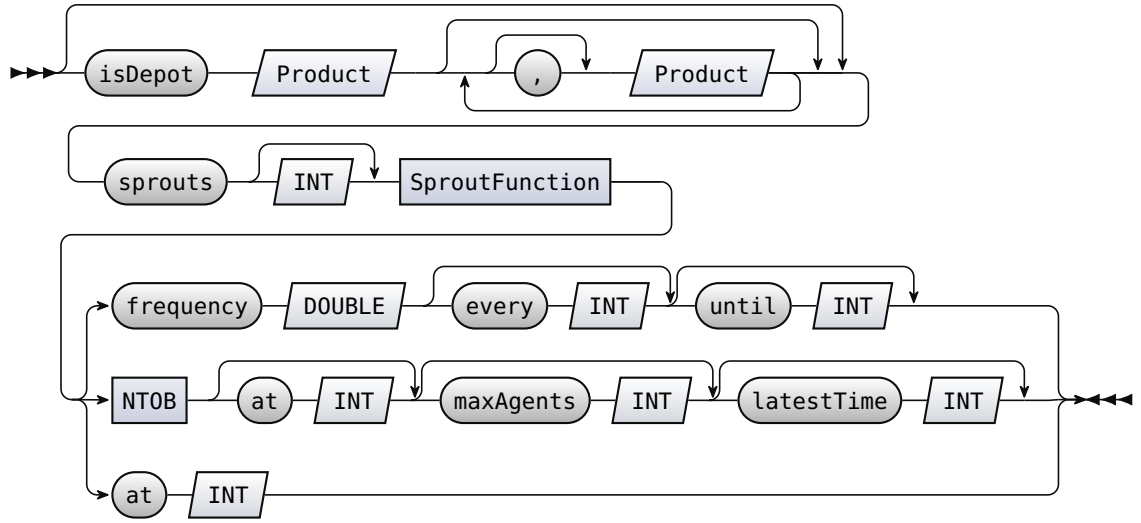 isDepot Product , Product
sprouts INT SproutFunction
frequency DOUBLE every INT until INT
NTOB at INT maxAgents INT latestTime INT
at INT